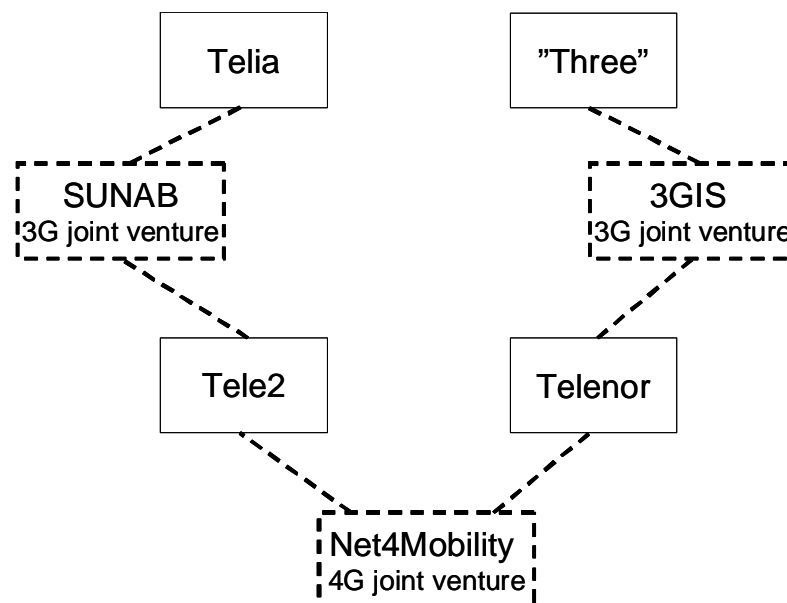 Telia
”Three”
SUNAB
3G joint venture
3GIS
3G joint venture
Tele2
Telenor
Net4Mobility
4G joint venture